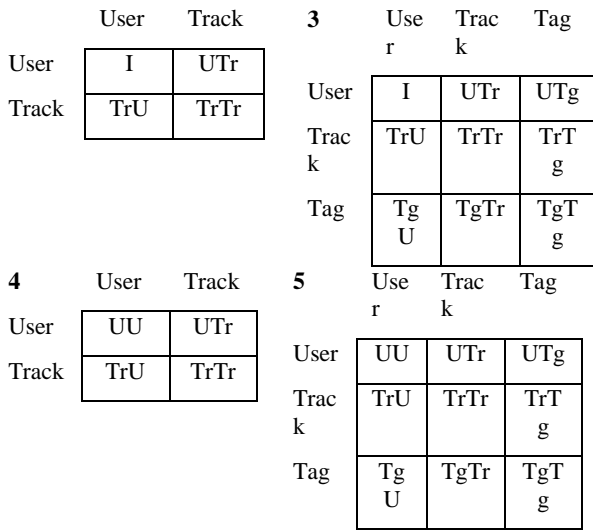 User Track
User I UTr
Track TrU TrTr
3 Use Trac Tag
r k
User I UTr UTg
Trac TrU TrTr TrT
k g
Tag Tg TgTr TgT
U g
4 User Track
User UU UTr
Track TrU TrTr
5 Use Trac Tag
r k
User UU UTr UTg
Trac TrU TrTr TrT
k g
Tag Tg TgTr TgT
U g